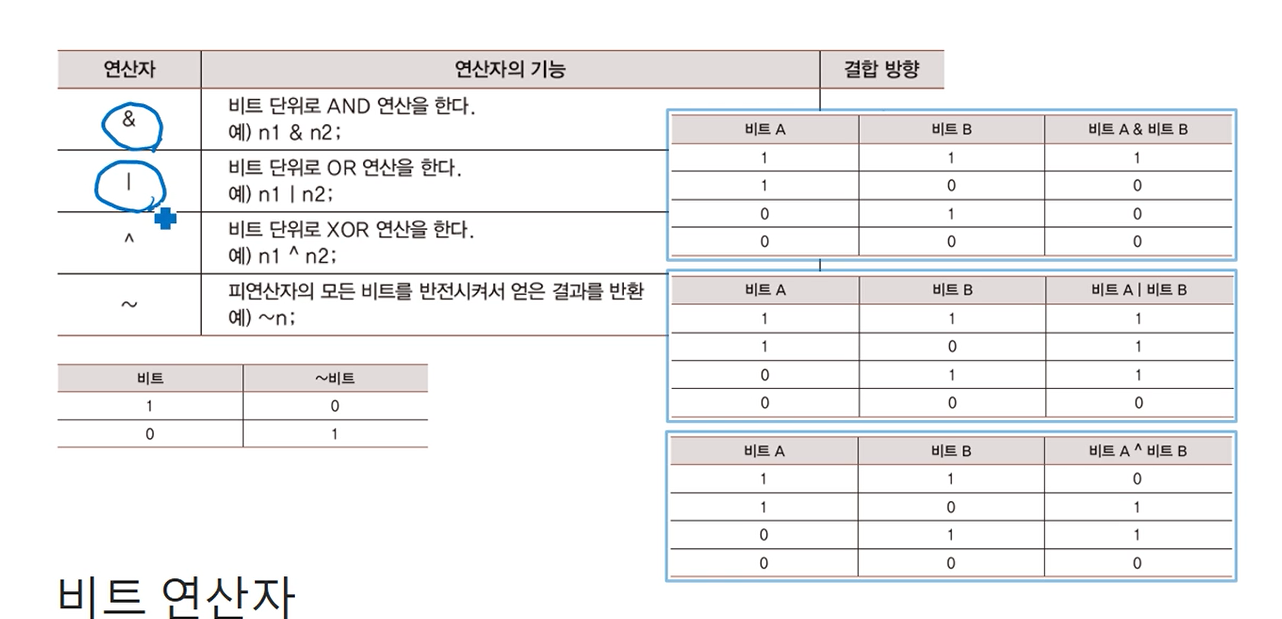 연산자 연산자의 기능 결합 방향
& 비트 단위로 AND 연산을 한다.
예) n1 & n2;
| 비트 단위로 OR 연산을 한다.
예) n1 | n2;
^ 비트 단위로 XOR 연산을 한다.
예) n1 ^ n2;
~ 피연산자의 모든 비트를 반전시켜서 얻은 결과를 반환
예) ~n;
비트 A 비트 B 비트 A & 비트 B
1 1 1
1 0 0
0 1 0
0 0 0
비트 A 비트 B 비트 A | 비트 B
1 1 1
1 0 1
0 1 1
0 0 0
비트 A 비트 B 비트 A ^ 비트 B
1 1 0
1 0 1
0 1 1
0 0 0
비트 ~비트
1 0
0 1
비트 연산자